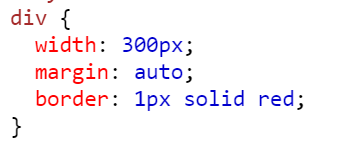 div {
  width: 300px;
  margin: auto;
  border: 1px solid red;
}